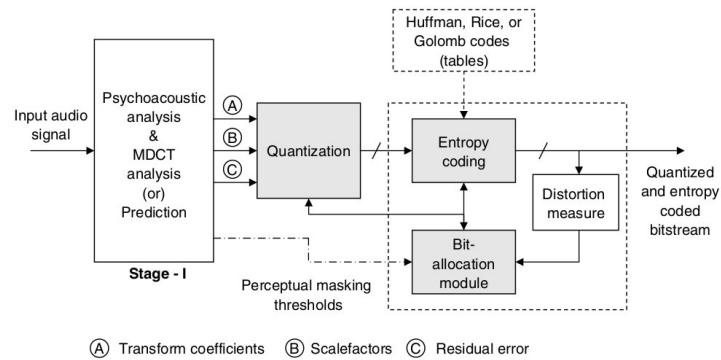 Huffman, Rice, or
Golomb codes
(tables)
Input audio
signal
Psychoacoustic
analysis
&
MDCT
analysis
(or)
Prediction
Stage - I
A
B
C
Quantization
Entropy
coding
Distortion
measure
Quantized
and entropy
coded
bitstream
Bit-
allocation
module
Perceptual masking
thresholds
A Transform coefficients B Scalefactors C Residual error